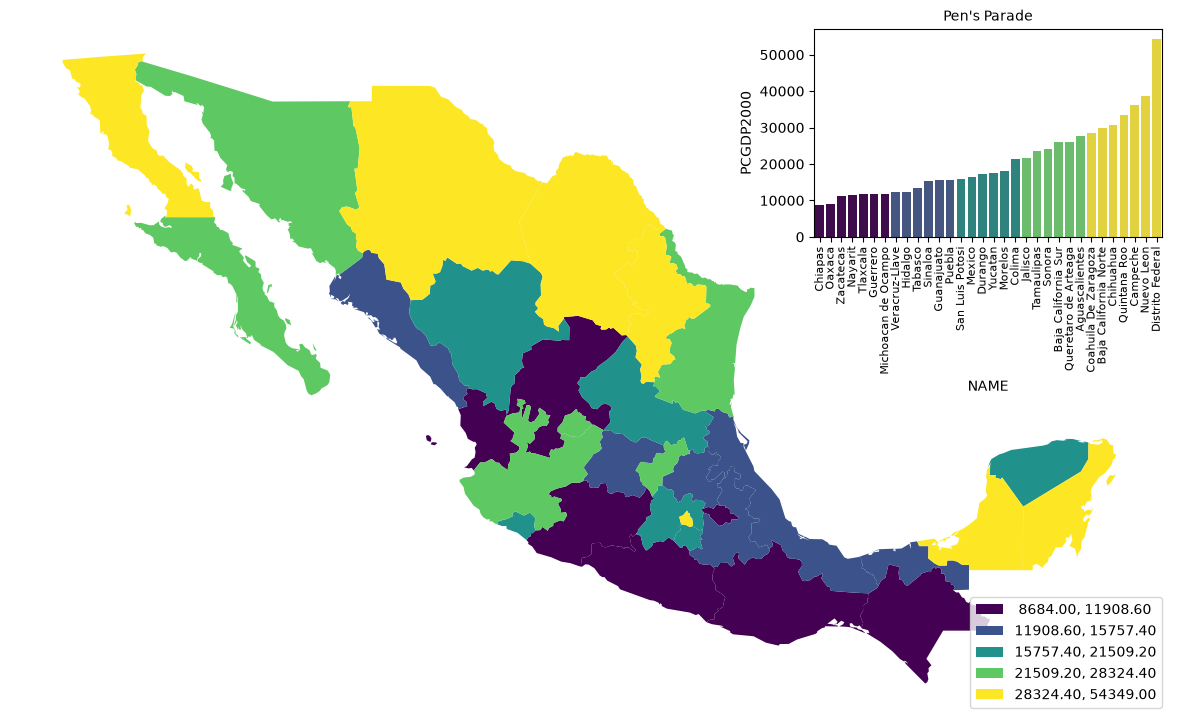 Pen's Parade
PCGDP2000
50000
40000
30000
20000
10000
0
Chiapas
Oaxaca
Zacatecas
Nayarit
Tlaxcala
Guerrero
Michoacan de Ocampo
Veracruz-Llave
Hidalgo
Tabasco
Sinaloa
Guanajuato
Puebla
San Luis Potosi
Mexico
Durango
Yucatan
Morelos
Colima
Jalisco
Tamaulipas
Sonora
Baja California Sur
Queretaro de Arteaga
Aguascalientes
Coahuila De Zaragoza
Baja California Norte
Chihuahua
Quintana Roo
Campeche
Nuevo Leon
Distrito Federal
NAME
8684.00, 11908.60
11908.60, 15757.40
15757.40, 21509.20
21509.20, 28324.40
28324.40, 54349.00